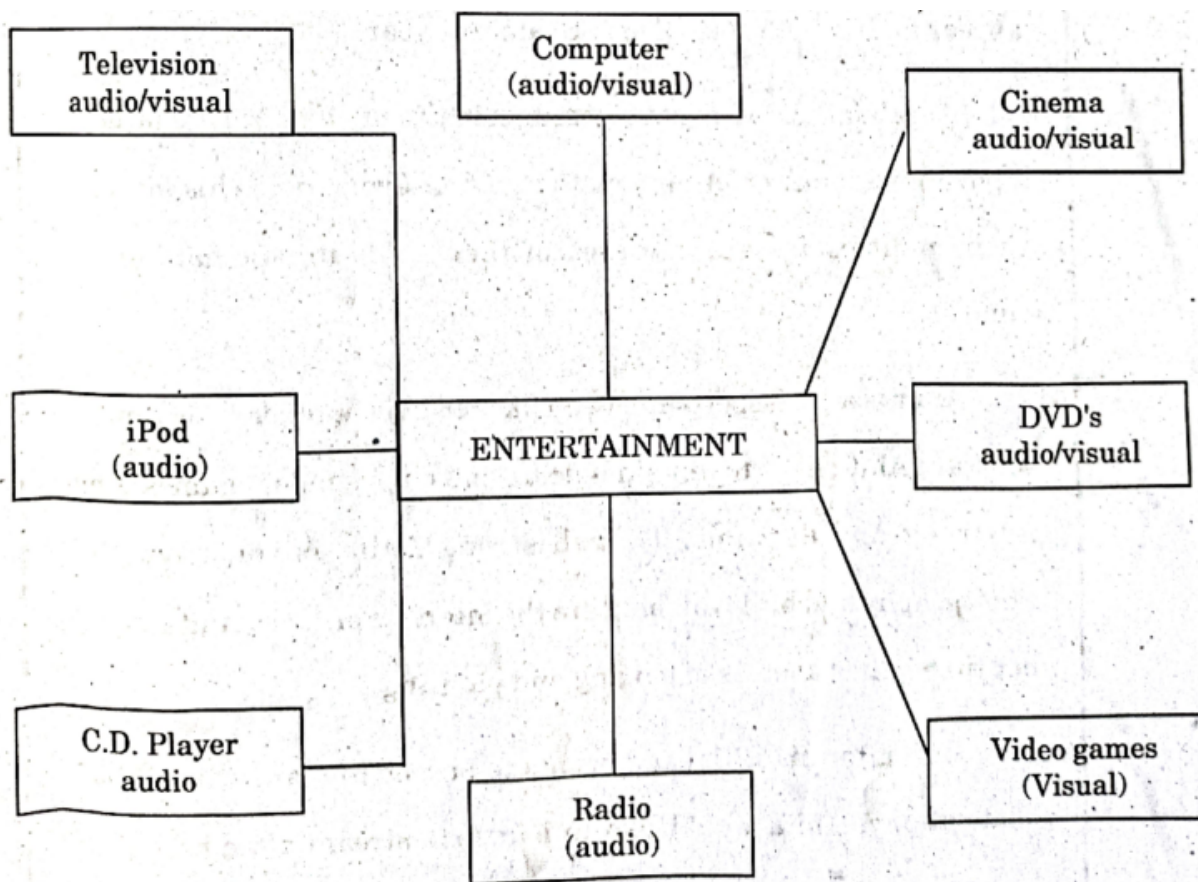 Television
audio/visual
Computer
(audio/visual)
Cinema
audio/visual
iPod
(audio)
ENTERTAINMENT
DVD's
audio/visual
C.D. Player
audio
Radio
(audio)
Video games
(Visual)